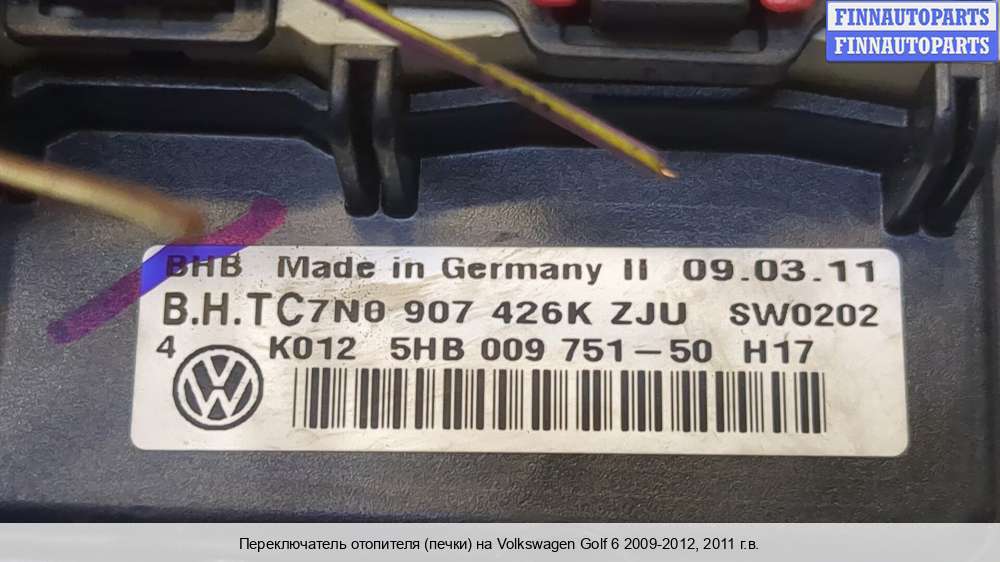 FINNAUTOPARTS
FINNAUTOPARTS
BHB Made in Germany II 09.03.11
B.H.TC7N0 907 426K ZJU SW0202
4 K012 5HB 009 751-50 H17
Переключатель отопителя (печки) на Volkswagen Golf 6 2009-2012, 2011 г.в.